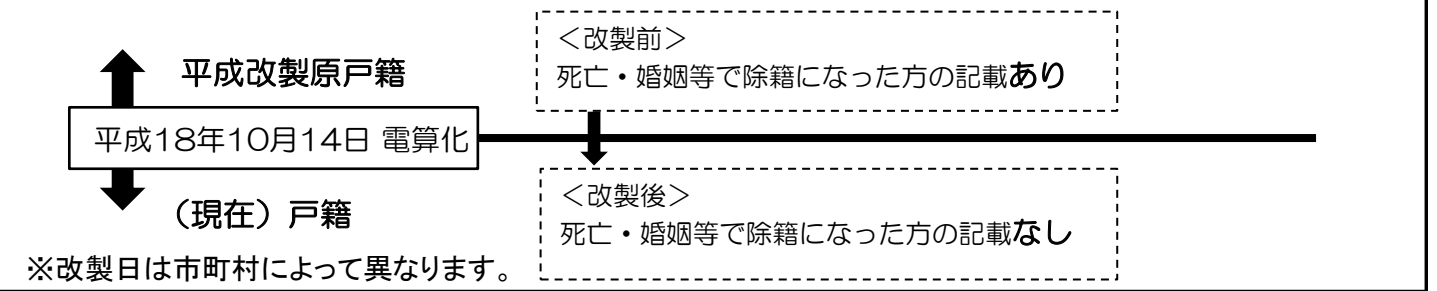 平成改製原戸籍
平成18年10月14日 電算化
(現在)戸籍
※改製日は市町村によって異なります。
<改製前>
死亡・婚姻等で除籍になった方の記載あり
<改製後>
死亡・婚姻等で除籍になった方の記載なし